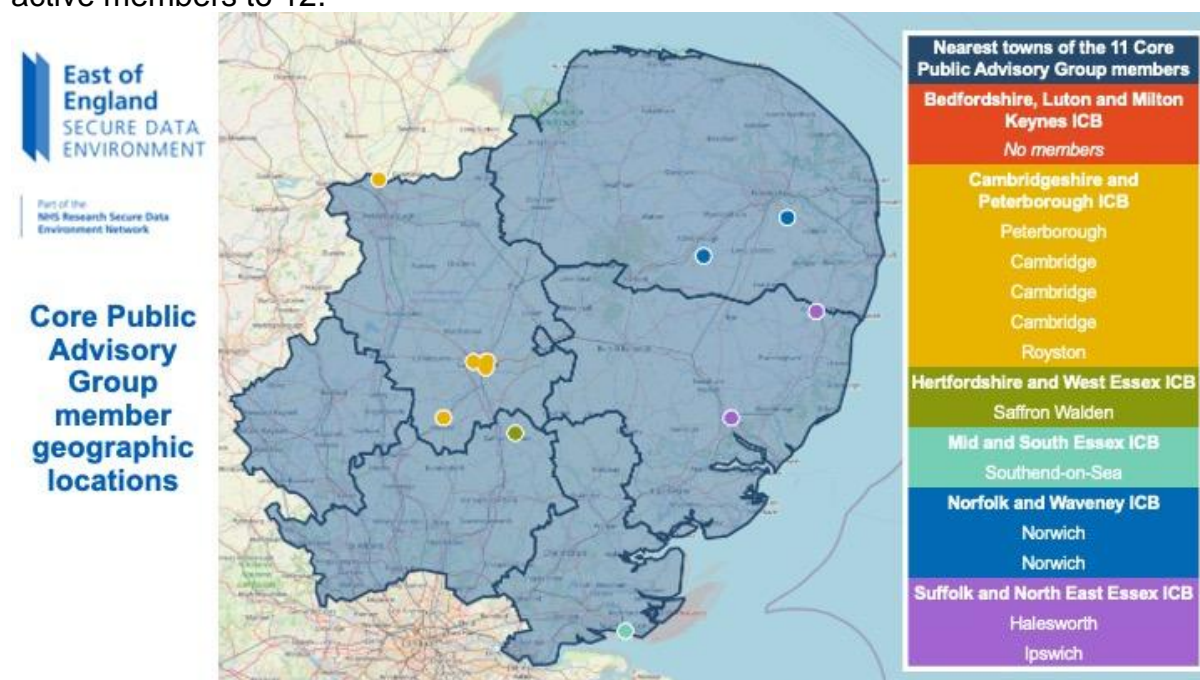 active members to 12.
East of
England
SECURE DATA
ENVIRONMENT
Part of the
NHS Research Secure Data
Environment Network
Core Public
Advisory
Group
member
geographic
locations
Nearest towns of the 11 Core
Public Advisory Group members
Bedfordshire, Luton and Milton
Keynes ICB
No members
Cambridgeshire and
Peterborough ICB
Peterborough
Cambridge
Cambridge
Cambridge
Royston
Hertfordshire and West Essex ICB
Saffron Walden
Mid and South Essex ICB
Southend-on-Sea
Norfolk and Waveney ICB
Norwich
Norwich
Suffolk and North East Essex ICB
Halesworth
Ipswich